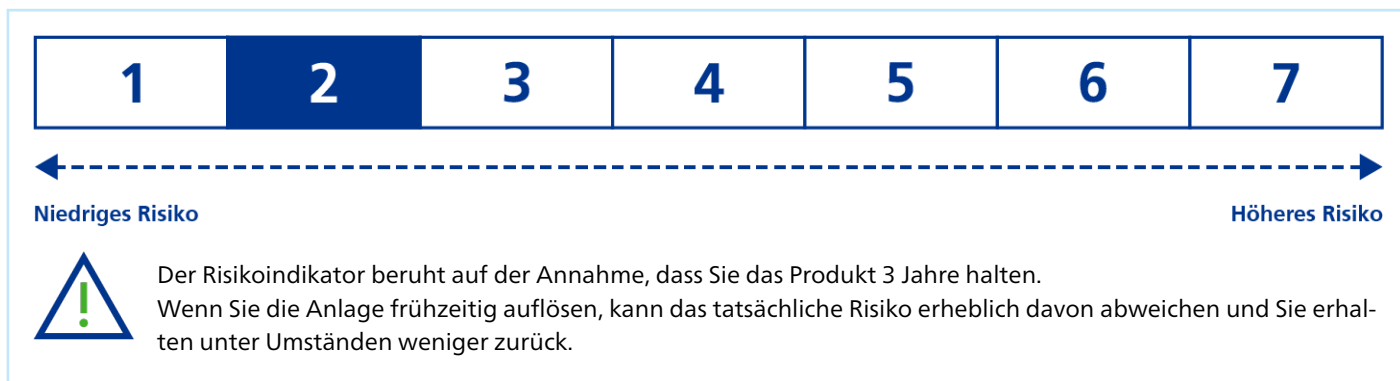 1 2 3 4 5 6 7
Niedriges Risiko Höheres Risiko
Der Risikoindikator beruht auf der Annahme, dass Sie das Produkt 3 Jahre halten.
Wenn Sie die Anlage frühzeitig auflösen, kann das tatsächliche Risiko erheblich davon abweichen und Sie erhal-
ten unter Umständen weniger zurück.